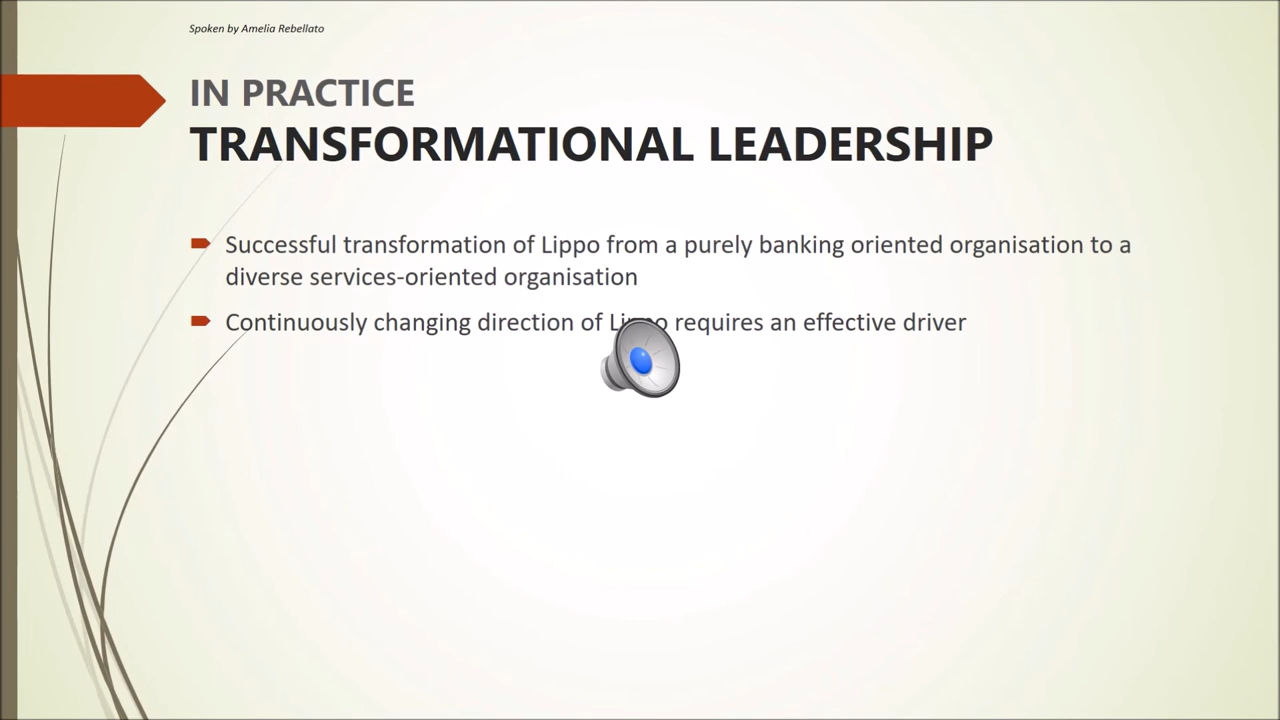 Spoken by Amelia Rebellato
IN PRACTICE
TRANSFORMATIONAL LEADERSHIP
Successful transformation of Lippo from a purely banking oriented organisation to a
diverse services-oriented organisation
Continuously changing direction of Lippo requires an effective driver